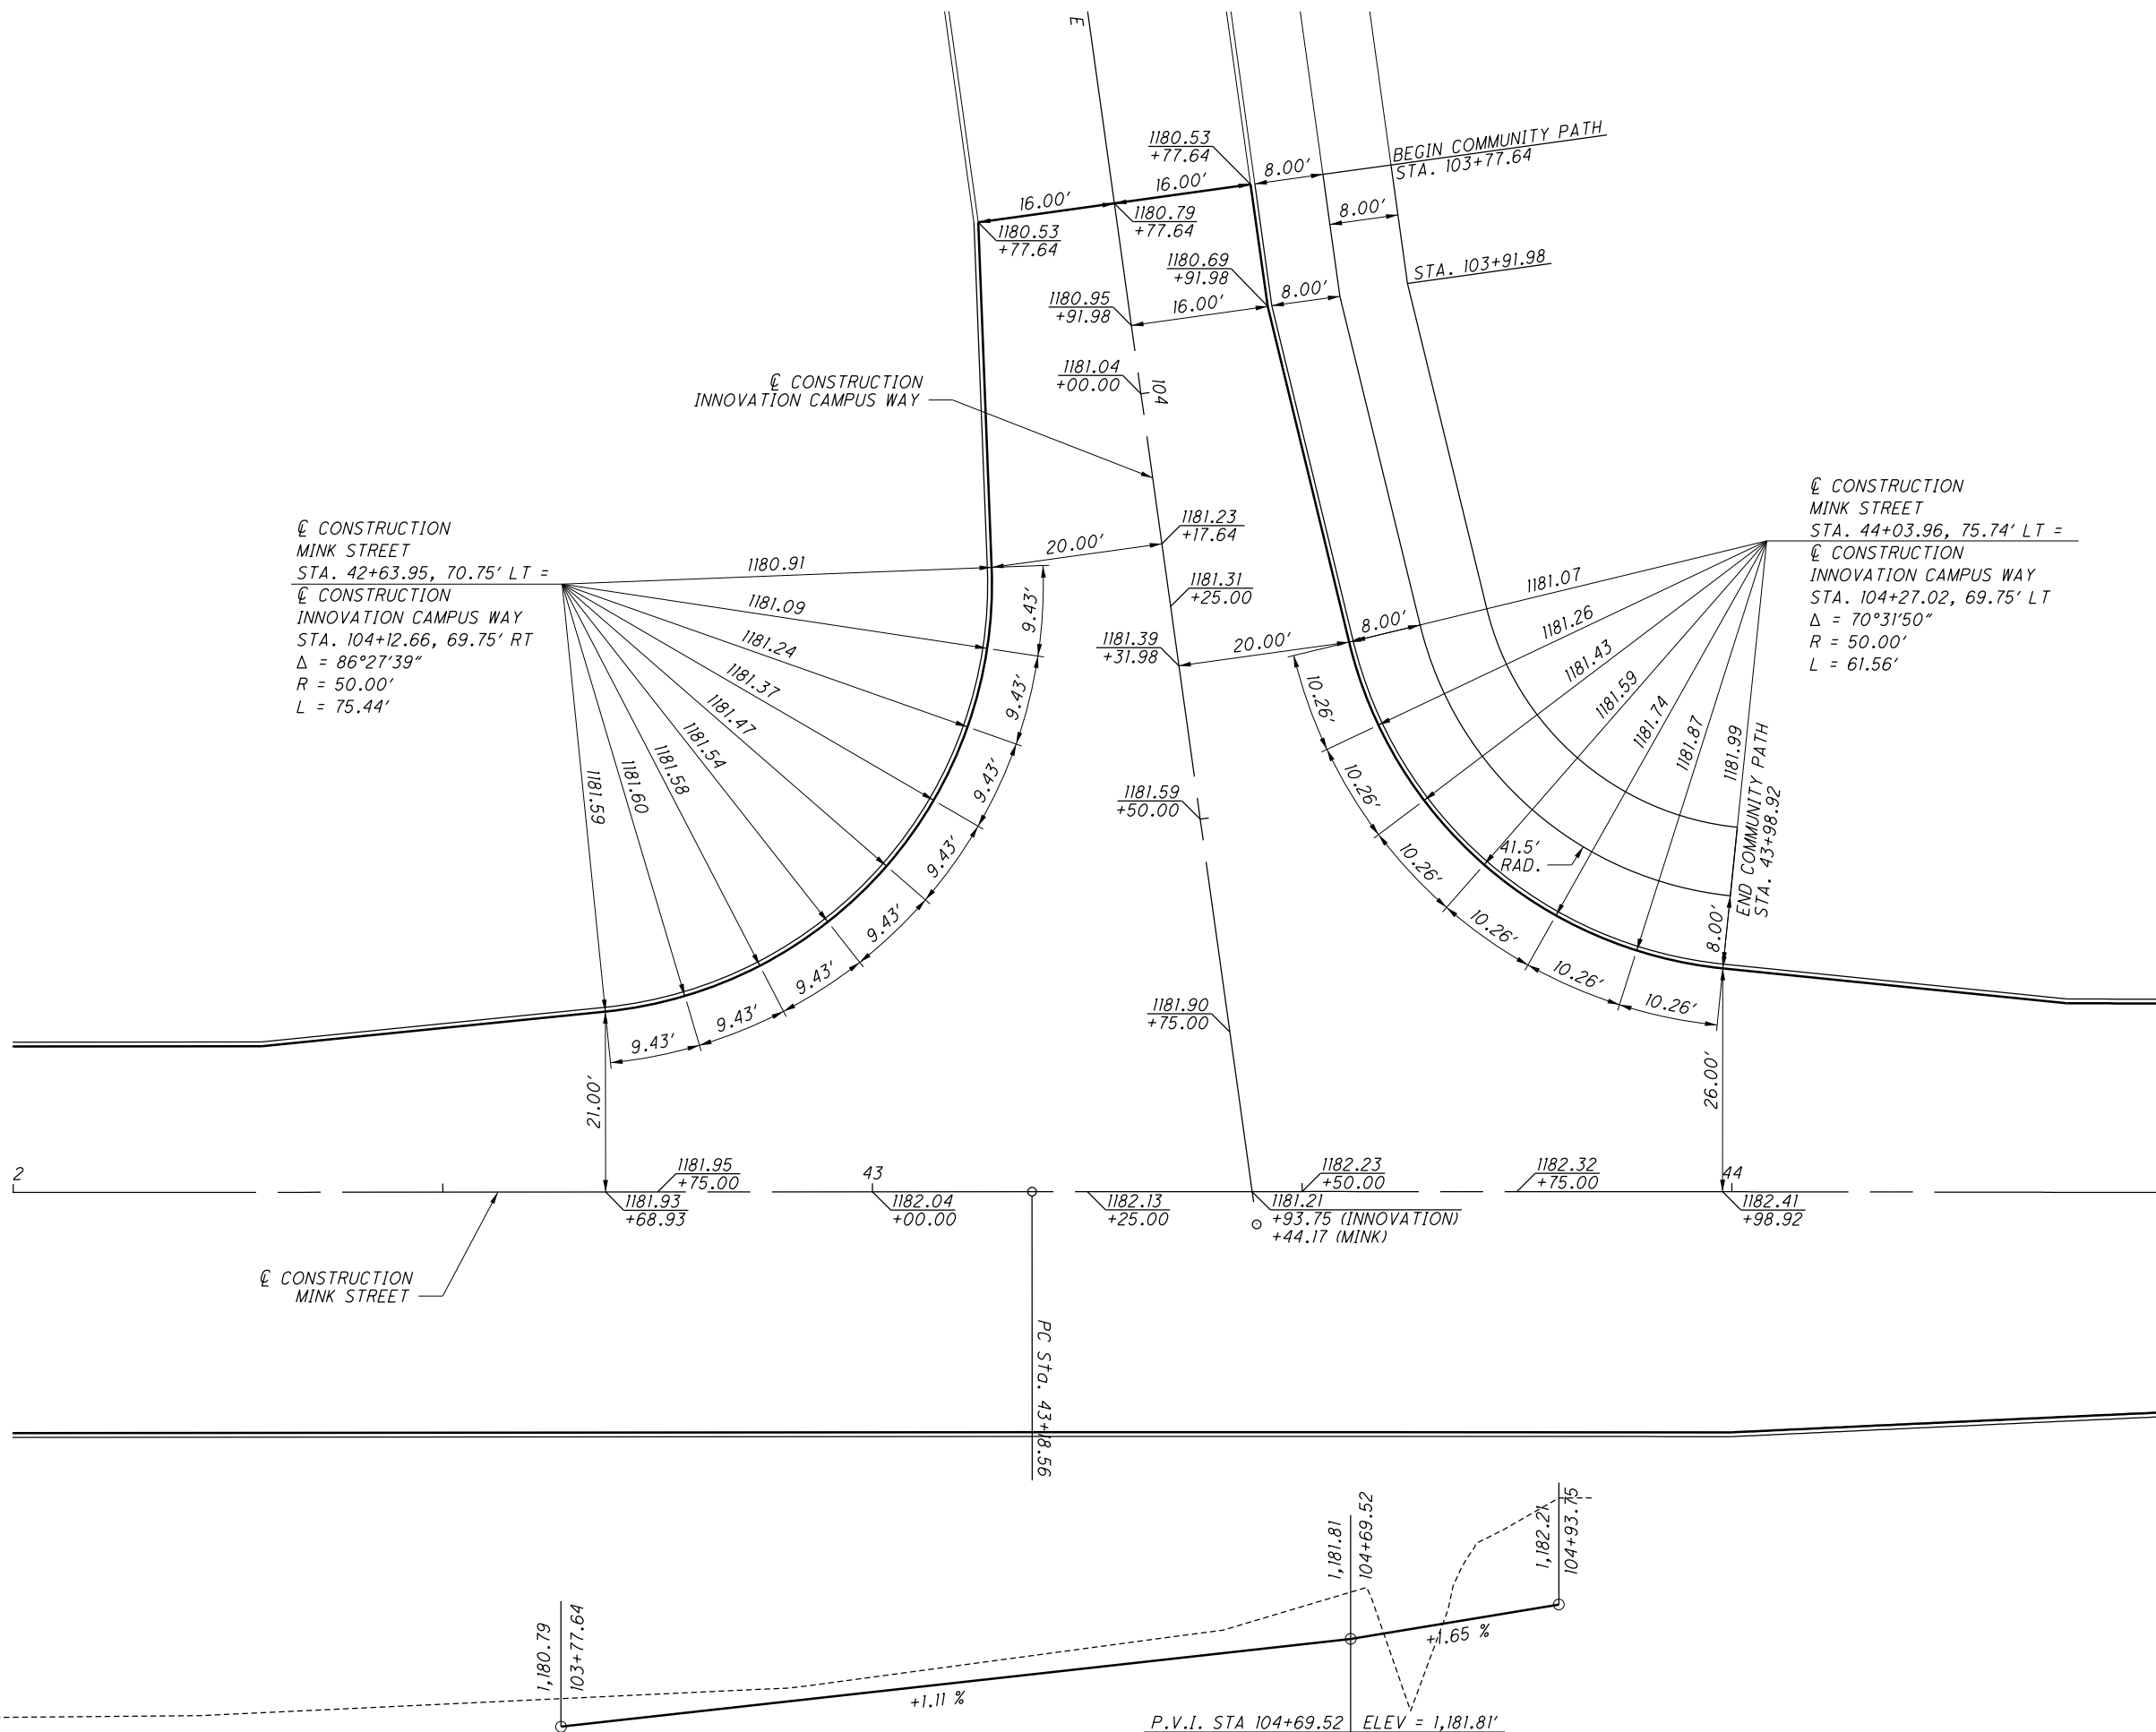 E
1180.53
+77.64
8.00'
BEGIN COMMUNITY PATH
STA. 103+77.64
16.00'
16.00'
1180.53
+77.64
1180.79
+77.64
8.00'
1180.69
+91.98
8.00'
STA. 103+91.98
1180.95
+91.98
16.00'
1181.04
+00.00
104
℄ CONSTRUCTION
INNOVATION CAMPUS WAY
℄ CONSTRUCTION
MINK STREET
STA. 42+63.95, 70.75' LT =
℄ CONSTRUCTION
INNOVATION CAMPUS WAY
STA. 104+12.66, 69.75' RT
Δ = 86°27'39"
R = 50.00'
L = 75.44'
1180.91
1181.09
1181.24
1181.37
1181.47
1181.54
1181.58
1181.60
1181.59
9.43'
9.43'
9.43'
9.43'
9.43'
9.43'
9.43'
9.43'
20.00'
1181.23
+17.64
1181.31
+25.00
1181.39
+31.98
20.00'
8.00'
1181.59
+50.00
1181.90
+75.00
℄ CONSTRUCTION
MINK STREET
STA. 44+03.96, 75.74' LT =
℄ CONSTRUCTION
INNOVATION CAMPUS WAY
STA. 104+27.02, 69.75' LT
Δ = 70°31'50"
R = 50.00'
L = 61.56'
1181.07
1181.26
1181.43
1181.59
1181.74
1181.87
1181.99
10.26'
10.26'
10.26'
10.26'
10.26'
10.26'
41.5'
RAD.
8.00'
END COMMUNITY PATH
STA. 43+98.92
21.00'
26.00'
2
1181.95
+75.00
43
1182.23
+50.00
1182.32
+75.00
44
1181.93
+68.93
1182.04
+00.00
1182.13
+25.00
1181.21
+93.75 (INNOVATION)
+44.17 (MINK)
1182.41
+98.92
℄ CONSTRUCTION
MINK STREET
PC Sta. 43+18.56
1,180.79
103+77.64
1,181.81
104+69.52
1,182.21
104+93.75
+1.11 %
+1.65 %
P.V.I. STA 104+69.52 ELEV = 1,181.81'